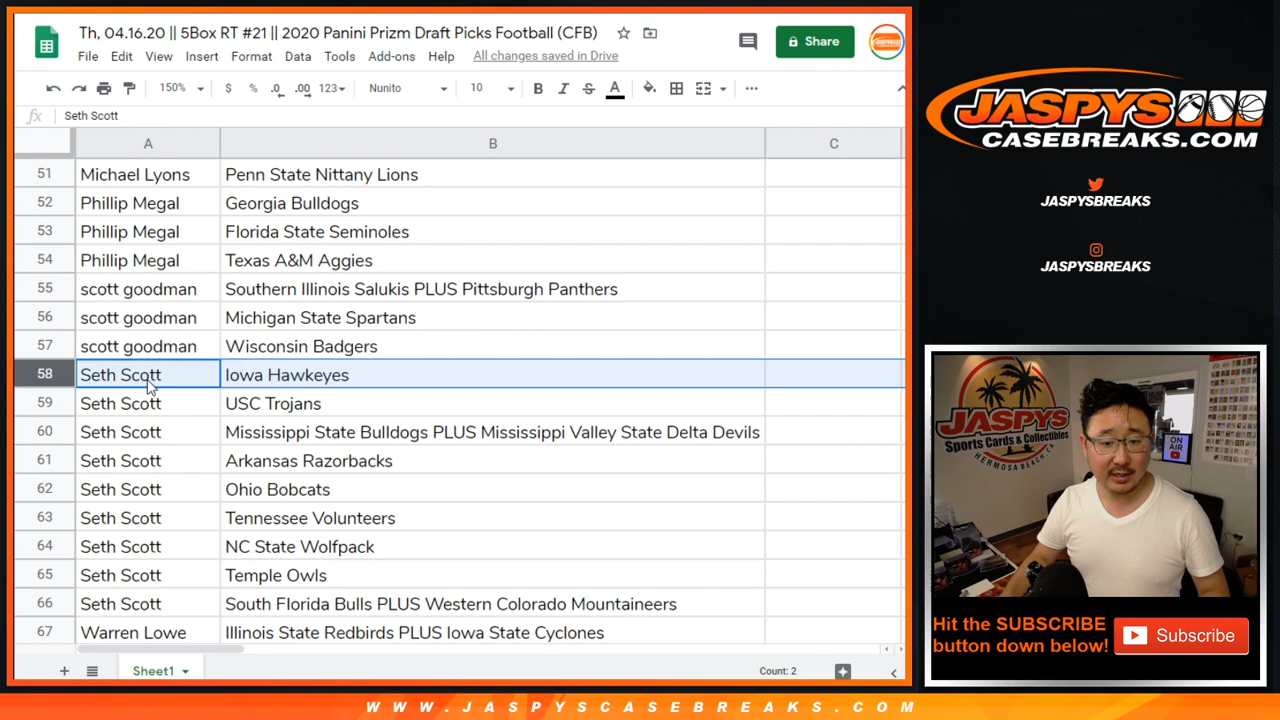 Th, 04.16.20 || 5Box RT #21 || 2020 Panini Prizm Draft Picks Football (CFB)
File Edit View Insert Format Data Tools Add-ons Help All changes saved in Drive
Share
150% $ % .0 .00 123 Nunito 10 B I S A
fx Seth Scott
A B C
51 Michael Lyons Penn State Nittany Lions
52 Phillip Megal Georgia Bulldogs
53 Phillip Megal Florida State Seminoles
54 Phillip Megal Texas A&M Aggies
55 scott goodman Southern Illinois Salukis PLUS Pittsburgh Panthers
56 scott goodman Michigan State Spartans
57 scott goodman Wisconsin Badgers
58 Seth Scott Iowa Hawkeyes
59 Seth Scott USC Trojans
60 Seth Scott Mississippi State Bulldogs PLUS Mississippi Valley State Delta Devils
61 Seth Scott Arkansas Razorbacks
62 Seth Scott Ohio Bobcats
63 Seth Scott Tennessee Volunteers
64 Seth Scott NC State Wolfpack
65 Seth Scott Temple Owls
66 Seth Scott South Florida Bulls PLUS Western Colorado Mountaineers
67 Warren Lowe Illinois State Redbirds PLUS Iowa State Cyclones
Sheet1
Count: 2
JASPYS
CASEBREAKS.COM
JASPYSBREAKS
JASPYSBREAKS
JASPYS
Sports Cards & Collectibles
HERMOSA BEACH, CA
ON
AIR
Hit the SUBSCRIBE
button down below!
Subscribe
WWW.JASPYSCASEBREAKS.COM